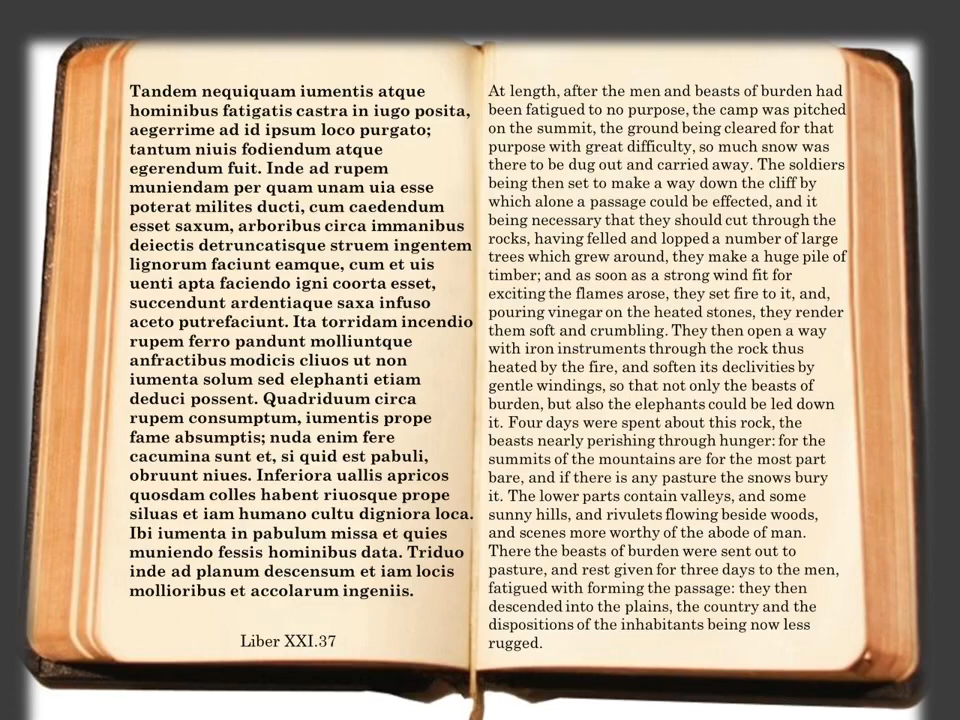 Tandem nequiquam iumentis atque
hominibus fatigatis castra in iugo posita,
aegerrime ad id ipsum loco purgato;
tantum niuis fodiendum atque
egerendum fuit. Inde ad rupem
muniendam per quam unam uia esse
poterat milites ducti, cum caedendum
esset saxum, arboribus circa immanibus
deiectis detruncatisque struem ingentem
lignorum faciunt eamque, cum et uis
uenti apta faciendo igni coorta esset,
succendunt ardentiaque saxa infuso
aceto putrefaciunt. Ita torridam incendio
rupem ferro pandunt molliuntque
anfractibus modicis cliuos ut non
iumenta solum sed elephanti etiam
deduci possent. Quadriduum circa
rupem consumptum, iumentis prope
fame absumptis; nuda enim fere
cacumina sunt et, si quid est pabuli,
obruunt niues. Inferiora uallis apricos
quosdam colles habent riuosque prope
siluas et iam humano cultu digniora loca.
Ibi iumenta in pabulum missa et quies
muniendo fessis hominibus data. Triduo
inde ad planum descensum et iam locis
mollioribus et accolarum ingeniis.
Liber XXI.37
At length, after the men and beasts of burden had
been fatigued to no purpose, the camp was pitched
on the summit, the ground being cleared for that
purpose with great difficulty, so much snow was
there to be dug out and carried away. The soldiers
being then set to make a way down the cliff by
which alone a passage could be effected, and it
being necessary that they should cut through the
rocks, having felled and lopped a number of large
trees which grew around, they make a huge pile of
timber; and as soon as a strong wind fit for
exciting the flames arose, they set fire to it, and,
pouring vinegar on the heated stones, they render
them soft and crumbling. They then open a way
with iron instruments through the rock thus
heated by the fire, and soften its declivities by
gentle windings, so that not only the beasts of
burden, but also the elephants could be led down
it. Four days were spent about this rock, the
beasts nearly perishing through hunger: for the
summits of the mountains are for the most part
bare, and if there is any pasture the snows bury
it. The lower parts contain valleys, and some
sunny hills, and rivulets flowing beside woods,
and scenes more worthy of the abode of man.
There the beasts of burden were sent out to
pasture, and rest given for three days to the men,
fatigued with forming the passage: they then
descended into the plains, the country and the
dispositions of the inhabitants being now less
rugged.